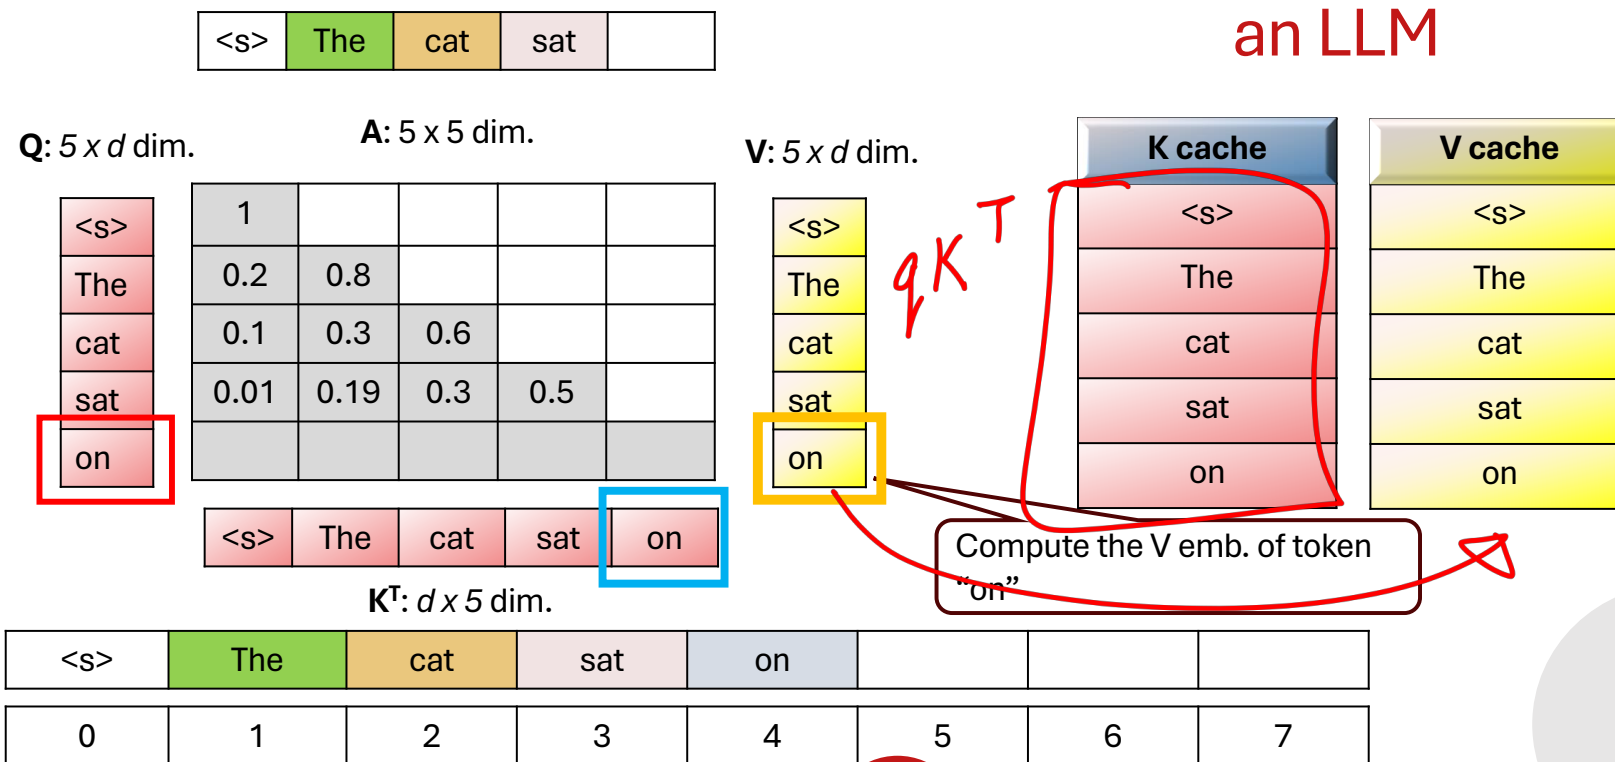 an LLM
<s> The cat sat
Q: 5 x d dim.
A: 5 x 5 dim.
V: 5 x d dim.
K cache
V cache
<s>
The
cat
sat
on
1
0.2 0.8
0.1 0.3 0.6
0.01 0.19 0.3 0.5
<s> The cat sat on
Kᵀ: d x 5 dim.
<s>
The
cat
sat
on
qKᵀ
<s>
The
cat
sat
on
<s>
The
cat
sat
on
Compute the V emb. of token
“on”
<s> The cat sat on
0 1 2 3 4 5 6 7